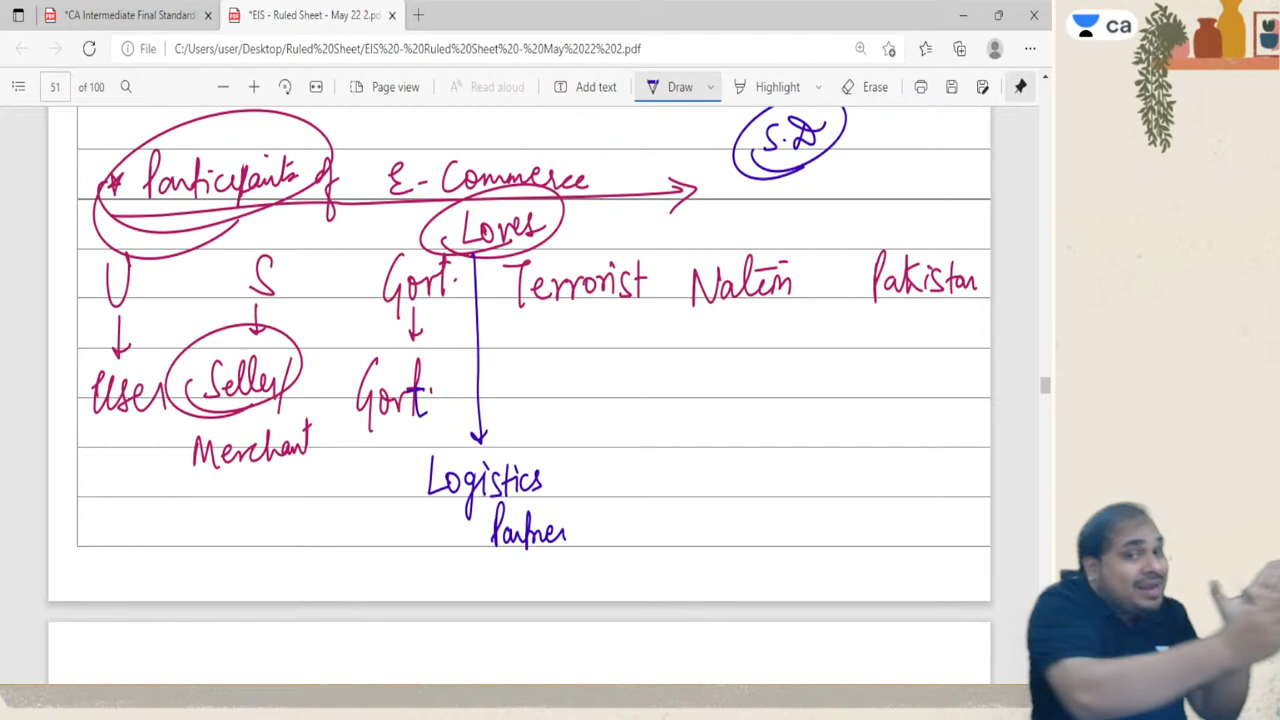 *CA Intermediate Final Standard
*EIS - Ruled Sheet - May 22 2.pd
File C:/Users/user/Desktop/Ruled%20Sheet/EIS%20-%20Ruled%20Sheet%20-%20May%2022%202.pdf
51 of 100 Page view Read aloud Add text Draw Highlight Erase
ca
S.D
* Participants of E-Commerce
Loves
U S Govt. Terrorist Nation Pakistan
User Seller/ Govt.
Merchant
Logistics
Partner